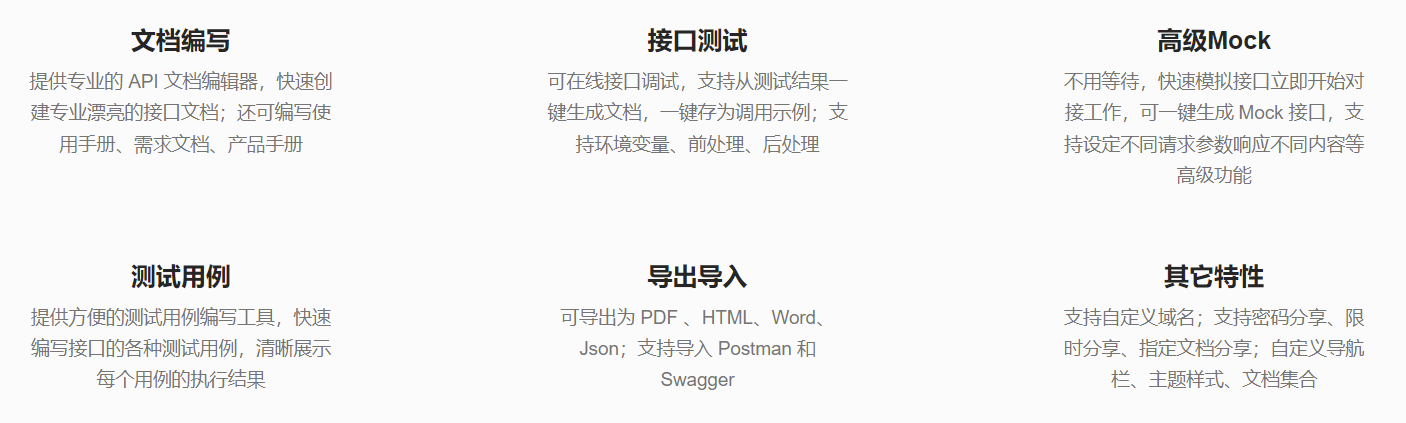 文档编写
提供专业的 API 文档编辑器，快速创
建专业漂亮的接口文档；还可编写使
用手册、需求文档、产品手册
接口测试
可在线接口调试，支持从测试结果一
键生成文档，一键存为调用示例；支
持环境变量、前处理、后处理
高级Mock
不用等待，快速模拟接口立即开始对
接工作，可一键生成 Mock 接口，支
持设定不同请求参数响应不同内容等
高级功能
测试用例
提供方便的测试用例编写工具，快速
编写接口的各种测试用例，清晰展示
每个用例的执行结果
导出导入
可导出为 PDF 、HTML、Word、
Json；支持导入 Postman 和
Swagger
其它特性
支持自定义域名；支持密码分享、限
时分享、指定文档分享；自定义导航
栏、主题样式、文档集合